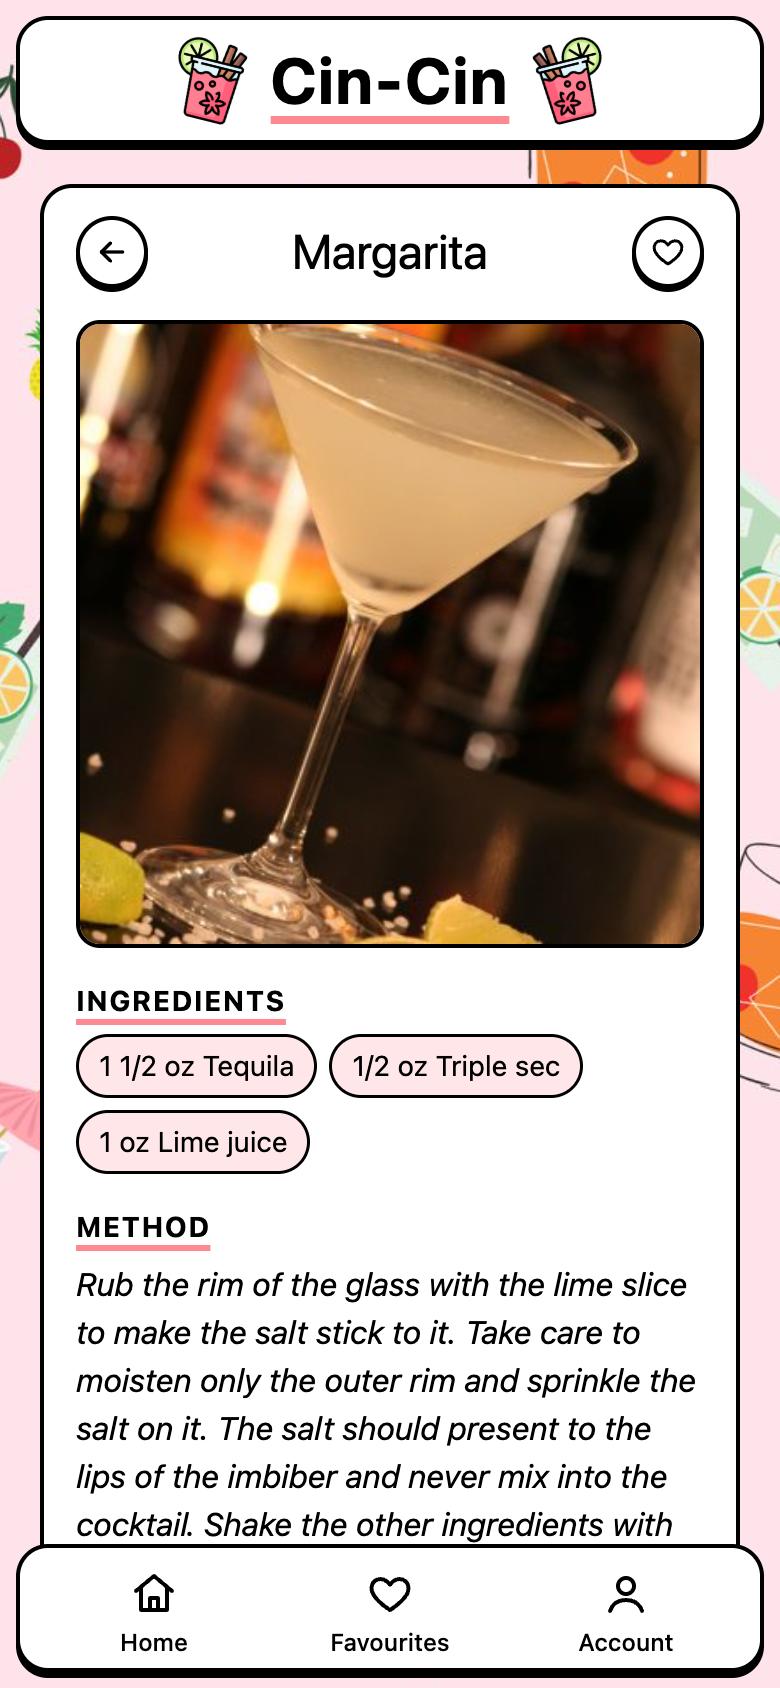 Cin-Cin
Margarita
INGREDIENTS
1 1/2 oz Tequila
1/2 oz Triple sec
1 oz Lime juice
METHOD
Rub the rim of the glass with the lime slice
to make the salt stick to it. Take care to
moisten only the outer rim and sprinkle the
salt on it. The salt should present to the
lips of the imbiber and never mix into the
cocktail. Shake the other ingredients with
Home
Favourites
Account